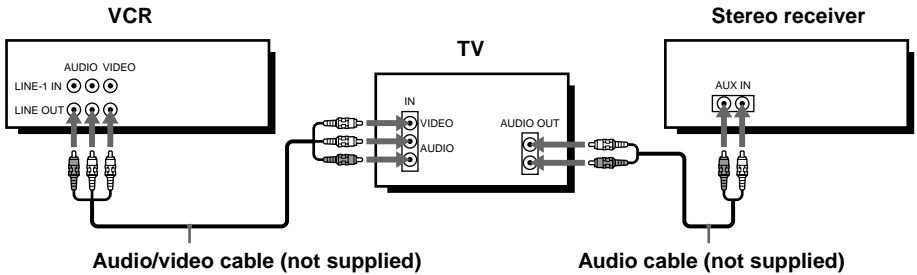 VCR
AUDIO VIDEO
LINE-1 IN
LINE OUT
TV
IN
VIDEO
AUDIO
AUDIO OUT
Stereo receiver
AUX IN
Audio/video cable (not supplied)
Audio cable (not supplied)